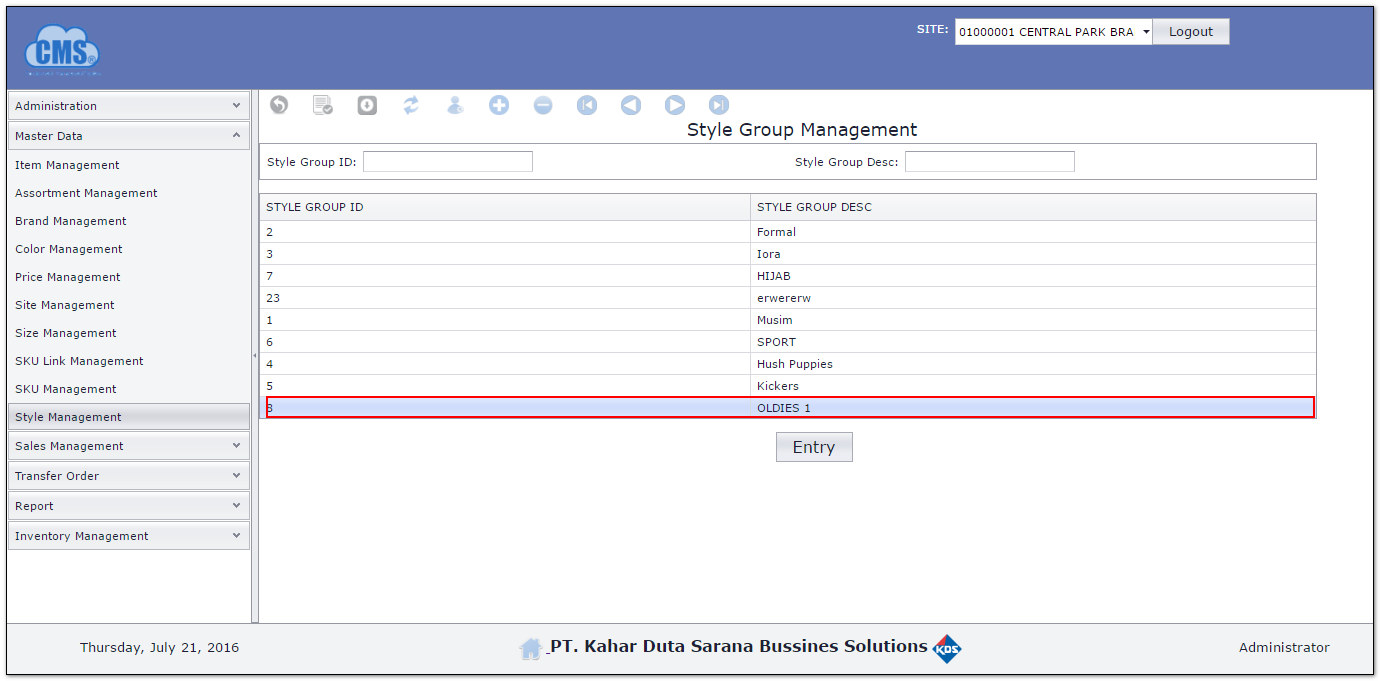 SITE: 01000001 CENTRAL PARK BRA Logout
CMS
Administration
Master Data
Item Management
Assortment Management
Brand Management
Color Management
Price Management
Site Management
Size Management
SKU Link Management
SKU Management
Style Management
Sales Management
Transfer Order
Report
Inventory Management
Style Group Management
Style Group ID: Style Group Desc:
STYLE GROUP ID STYLE GROUP DESC
2 Formal
3 Iora
7 HIJAB
23 erwererw
1 Musim
6 SPORT
4 Hush Puppies
5 Kickers
8 OLDIES 1
Entry
Thursday, July 21, 2016 PT. Kahar Duta Sarana Bussines Solutions KDS Administrator